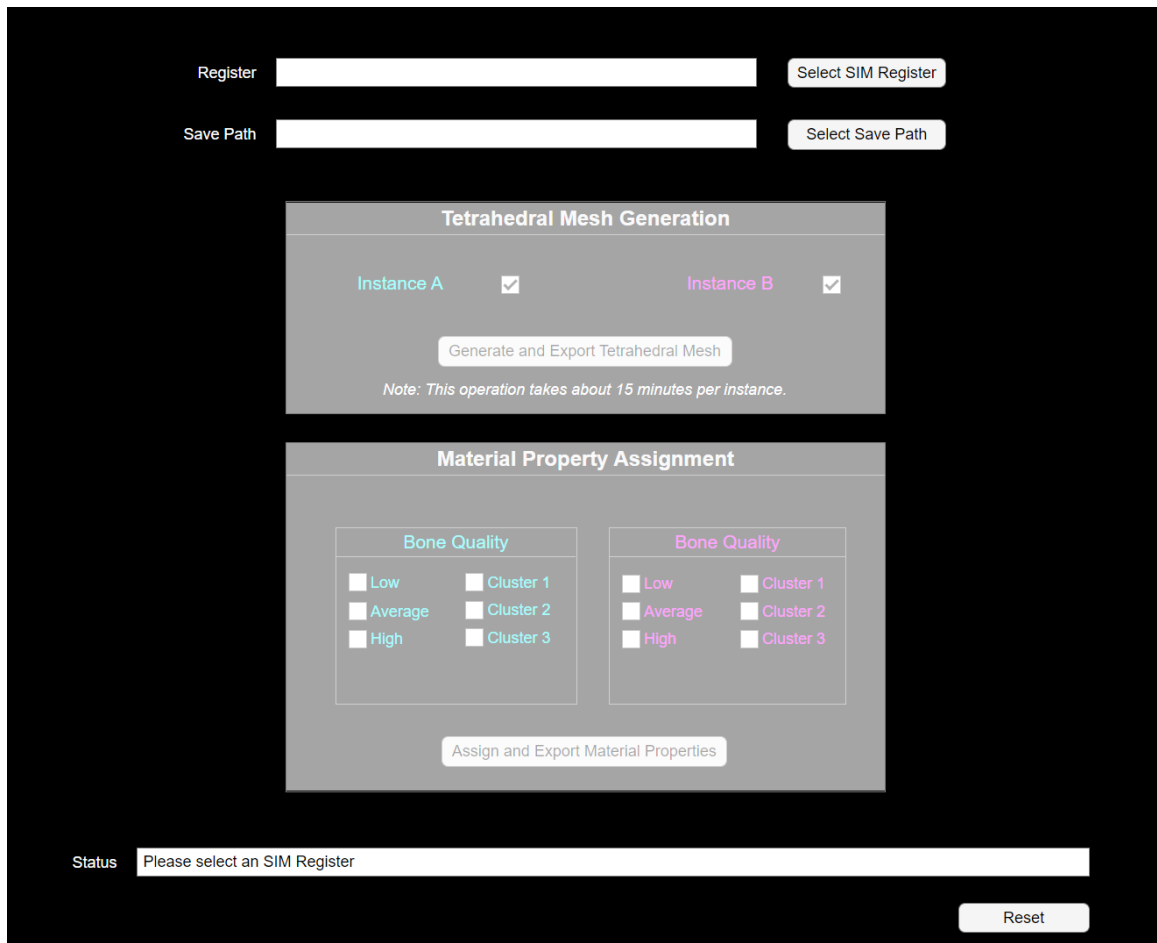 Register
Select SIM Register
Save Path
Select Save Path
Tetrahedral Mesh Generation
Instance A
Instance B
Generate and Export Tetrahedral Mesh
Note: This operation takes about 15 minutes per instance.
Material Property Assignment
Bone Quality
Low
Cluster 1
Average
Cluster 2
High
Cluster 3
Bone Quality
Low
Cluster 1
Average
Cluster 2
High
Cluster 3
Assign and Export Material Properties
Status
Please select an SIM Register
Reset